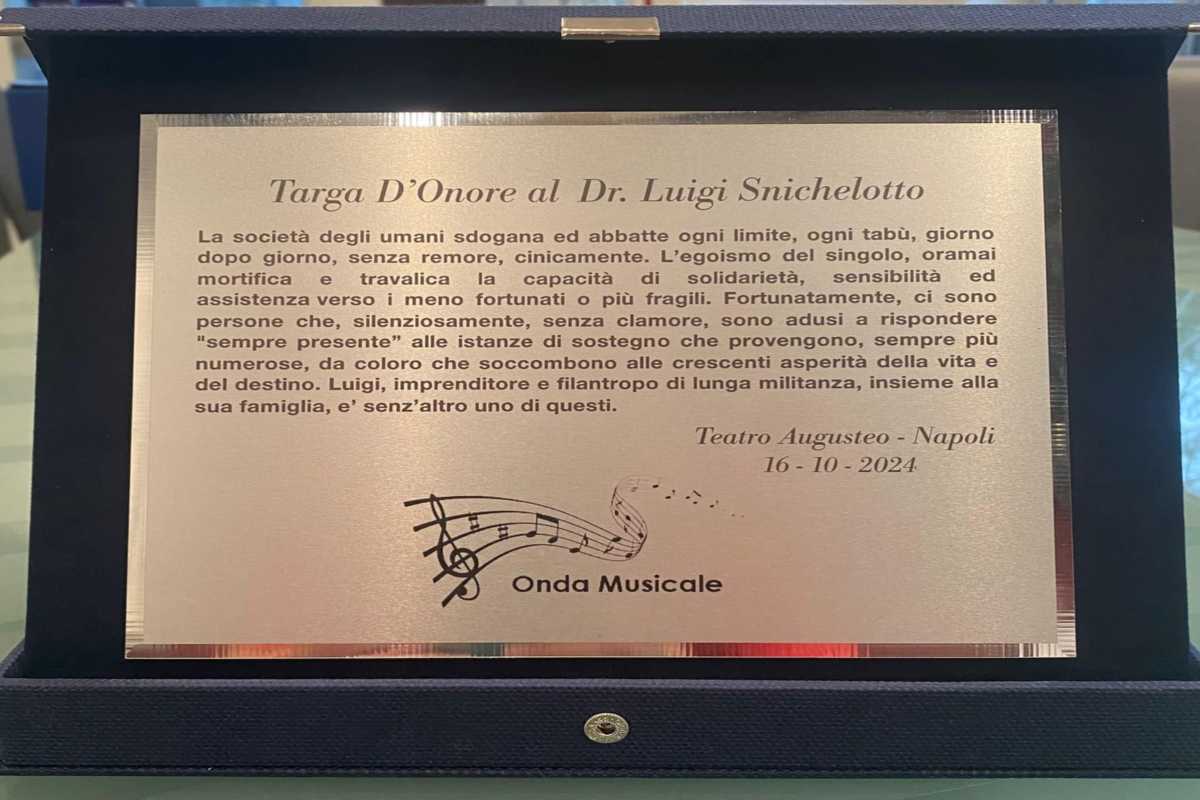 Targa D'Onore al Dr. Luigi Snichelotto
La società degli umani sdogana ed abbatte ogni limite, ogni tabù, giorno
dopo giorno, senza remore, cinicamente. L'egoismo del singolo, oramai
mortifica e travalica la capacità di solidarietà, sensibilità ed
assistenza verso i meno fortunati o più fragili. Fortunatamente, ci sono
persone che, silenziosamente, senza clamore, sono adusi a rispondere
"sempre presente” alle istanze di sostegno che provengono, sempre più
numerose, da coloro che soccombono alle crescenti asperità della vita e
del destino. Luigi, imprenditore e filantropo di lunga militanza, insieme alla
sua famiglia, e' senz'altro uno di questi.
Teatro Augusteo - Napoli
16 - 10 - 2024
Onda Musicale